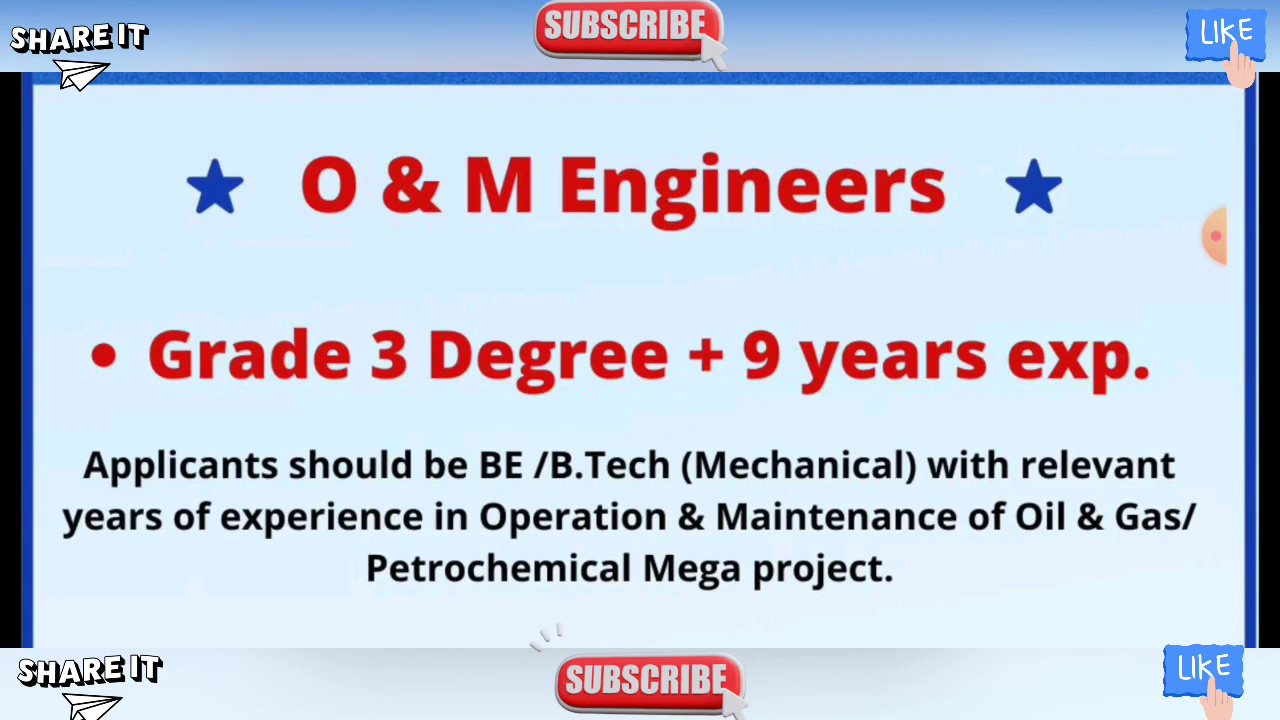 SHARE IT
SUBSCRIBE
LIKE
O & M Engineers
• Grade 3 Degree + 9 years exp.
Applicants should be BE /B.Tech (Mechanical) with relevant
years of experience in Operation & Maintenance of Oil & Gas/
Petrochemical Mega project.
SHARE IT
SUBSCRIBE
LIKE